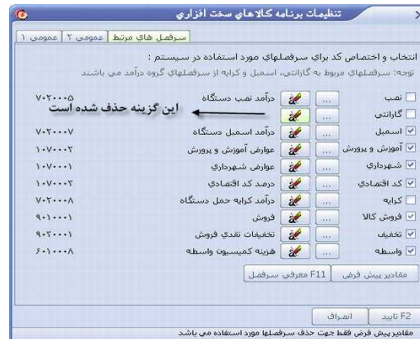 تنظیمات برنامه کالاهای سخت افزاری
سرفصل های مرتبط عمومی ۲ عمومی ۱
انتخاب و اختصاص کد برای سرفصلهای مورد استفاده در سیستم :
توجه: سرفصلهای مربوط به گارانتی، اسمبل و کرایه از سرفصلهای گروه درآمد می باشند
نصب ... درآمد نصب دستگاه ۷۰۲۰۰۰۵
گارانتی ... این گزینه حذف شده است
اسمبل ... درآمد اسمبل دستگاه ۷۰۲۰۰۰۷
آموزش و پرورش ... عوارض آموزش و پرورش ۱۰۷۰۰۰۲
شهرداری ... عوارض شهرداری ۱۰۷۰۰۰۱
کد اقتصادی ... درصد کد اقتصادی ۱۰۷۰۰۰۳
کرایه ... درآمد کرایه حمل دستگاه ۷۰۲۰۰۰۸
فروش کالا ... فروش ۹۰۱۰۰۰۱
تخفیف ... تخفیفات نقدی فروش ۹۰۲۰۰۰۱
واسطه ... هزینه کمیسیون واسطه ۶۰۱۰۰۰۸
مقادیر پیش فرض F11 معرفی سرفصل
F2 تایید انصراف
مقادیر پیش فرض فقط جهت حذف سرفصلها مورد استفاده می باشد